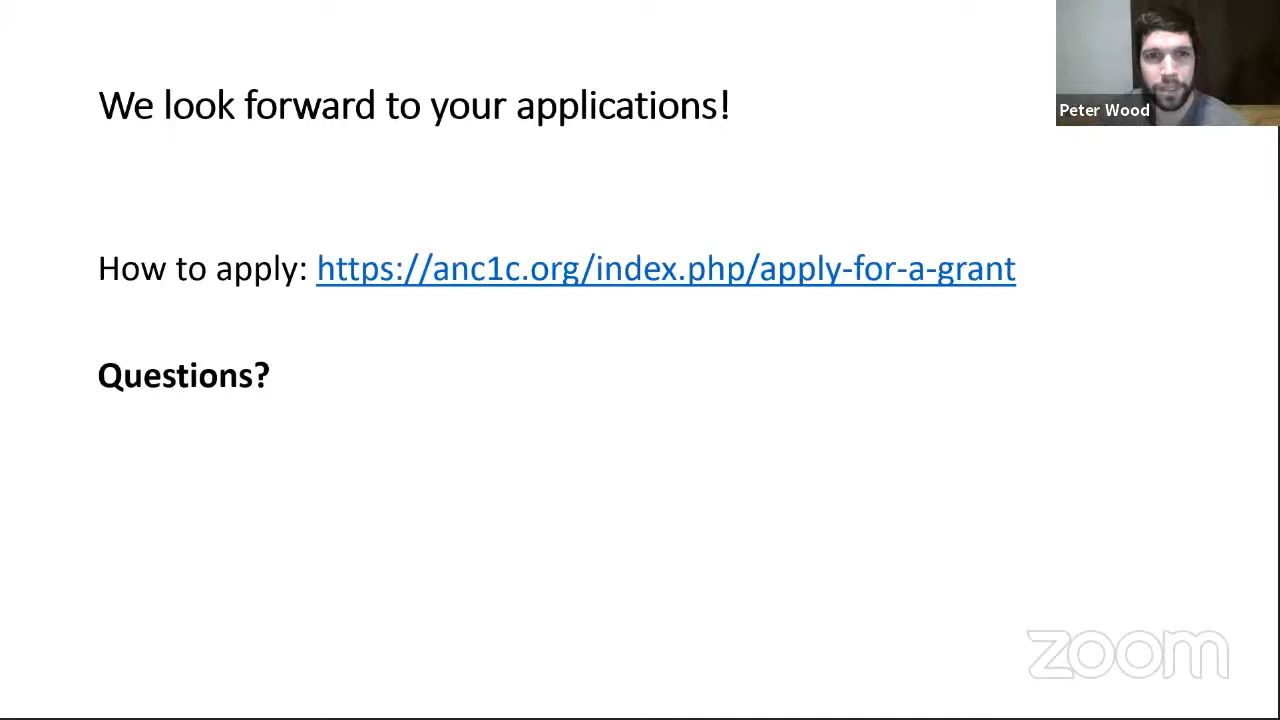 We look forward to your applications!
Peter Wood
How to apply: https://anc1c.org/index.php/apply-for-a-grant
Questions?
zoom